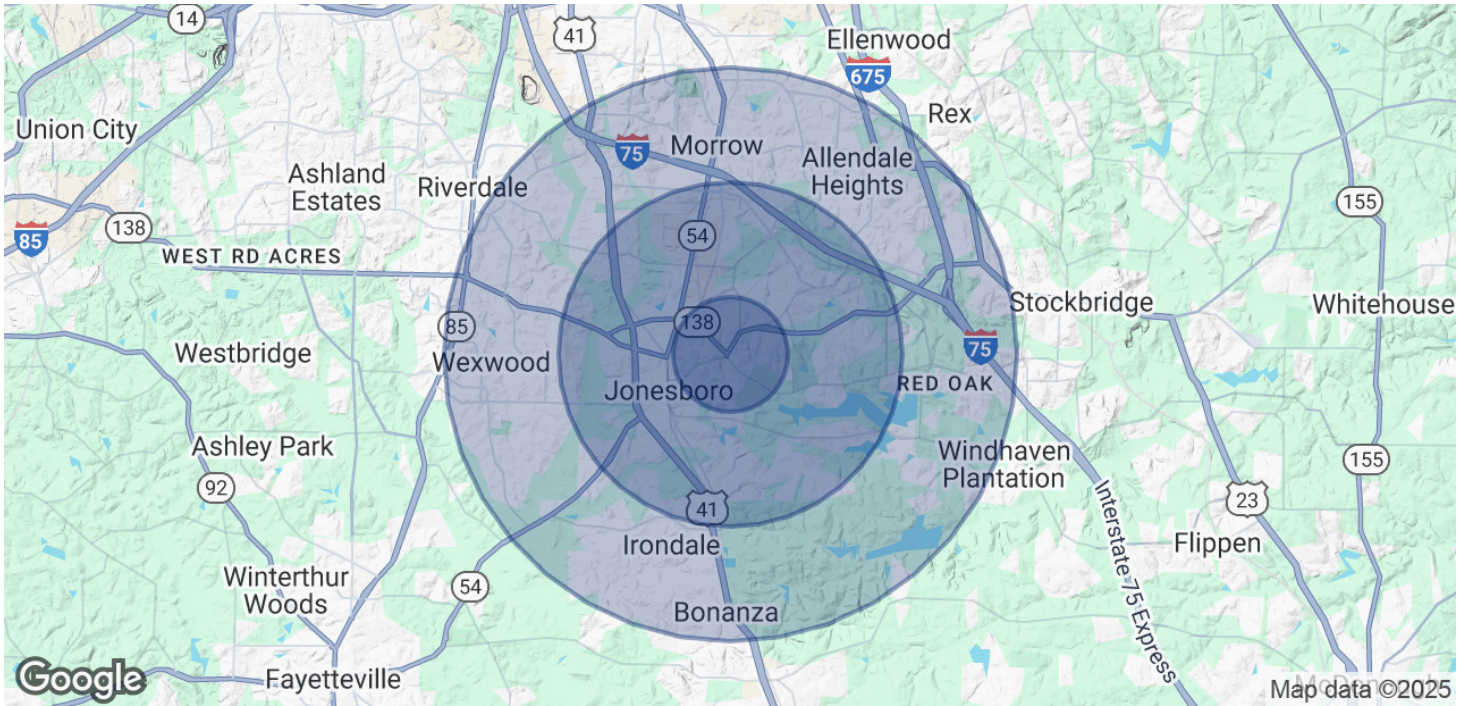 14
41
Ellenwood
675
Union City
Rex
75
Morrow
Ashland
Estates
Riverdale
Allendale
Heights
155
138
85
54
WEST RD ACRES
Stockbridge
Whitehouse
138
85
75
Westbridge
Wexwood
Jonesboro
RED OAK
Ashley Park
Windhaven
Plantation
155
92
23
41
Interstate 75 Express
Irondale
Flippen
Winterthur
Woods
54
Bonanza
Google
Fayetteville
Map data ©2025